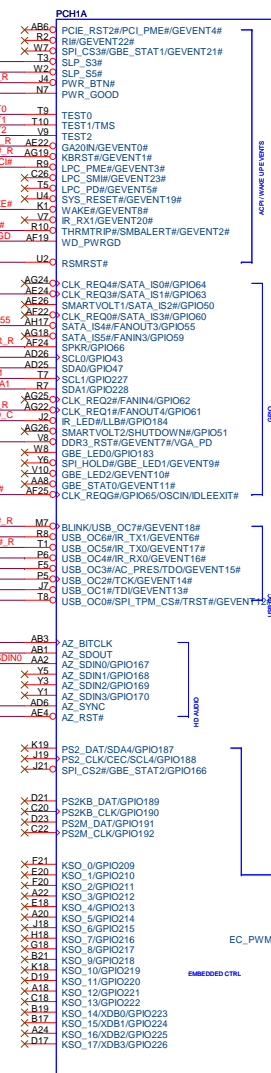 PCH1A
AB6 PCIE_RST2#/PCI_PME#/GEVENT4#
R2 RI#/GEVENT22#
W7 SPI_CS3#/GBE_STAT1/GEVENT21#
T3 SLP_S3#
W2 SLP_S5#
J4 PWR_BTN#
N7 PWR_GOOD
T9 TEST0
T10 TEST1/TMS
V9 TEST2
AE22 GA20IN/GEVENT0#
AG19 KBRST#/GEVENT1#
R9 LPC_PME#/GEVENT3#
C26 LPC_SMI#/GEVENT23#
T5 LPC_PD#/GEVENT5#
U4 SYS_RESET#/GEVENT19#
K1 WAKE#/GEVENT8#
V7 IR_RX1/GEVENT20#
R10 THRMTRIP#/SMBALERT#/GEVENT2#
AF19 WD_PWRGD
U2 RSMRST#
ACPI / WAKE UP EVENTS
AG24 CLK_REQ4#/SATA_IS0#/GPIO64
AE24 CLK_REQ3#/SATA_IS1#/GPIO63
AE26 SMARTVOLT1/SATA_IS2#/GPIO50
AF22 CLK_REQ0#/SATA_IS3#/GPIO60
AH17 SATA_IS4#/FANOUT3/GPIO55
AG18 SATA_IS5#/FANIN3/GPIO59
AF24 SPKR/GPIO66
AD26 SCL0/GPIO43
AD25 SDA0/GPIO47
T7 SCL1/GPIO227
R7 SDA1/GPIO228
AG25 CLK_REQ2#/FANIN4/GPIO62
AG22 CLK_REQ1#/FANOUT4/GPIO61
J2 IR_LED#/LLB#/GPIO184
AG26 SMARTVOLT2/SHUTDOWN#/GPIO51
V8 DDR3_RST#/GEVENT7#/VGA_PD
W8 GBE_LED0/GPIO183
Y6 SPI_HOLD#/GBE_LED1/GEVENT9#
V10 GBE_LED2/GEVENT10#
AA8 GBE_STAT0/GEVENT11#
AF25 CLK_REQG#/GPIO65/OSCIN/IDLEEXIT#
GPIO
M7 BLINK/USB_OC7#/GEVENT18#
R8 USB_OC6#/IR_TX1/GEVENT6#
T1 USB_OC5#/IR_TX0/GEVENT17#
P6 USB_OC4#/IR_RX0/GEVENT16#
F5 USB_OC3#/AC_PRES/TDO/GEVENT15#
P5 USB_OC2#/TCK/GEVENT14#
J7 USB_OC1#/TDI/GEVENT13#
T8 USB_OC0#/SPI_TPM_CS#/TRST#/GEVENT12#
AB3 AZ_BITCLK
AB1 AZ_SDOUT
SDIN0 AA2 AZ_SDIN0/GPIO167
Y5 AZ_SDIN1/GPIO168
Y3 AZ_SDIN2/GPIO169
Y1 AZ_SDIN3/GPIO170
AD6 AZ_SYNC
AE4 AZ_RST#
HD AUDIO
K19 PS2_DAT/SDA4/GPIO187
J19 PS2_CLK/CEC/SCL4/GPIO188
J21 SPI_CS2#/GBE_STAT2/GPIO166
D21 PS2KB_DAT/GPIO189
C20 PS2KB_CLK/GPIO190
D23 PS2M_DAT/GPIO191
C22 PS2M_CLK/GPIO192
F21 KSO_0/GPIO209
E20 KSO_1/GPIO210
F20 KSO_2/GPIO211
A22 KSO_3/GPIO212
E18 KSO_4/GPIO213
A20 KSO_5/GPIO214
J18 KSO_6/GPIO215
H18 KSO_7/GPIO216
G18 KSO_8/GPIO217
B21 KSO_9/GPIO218
K18 KSO_10/GPIO219
D19 KSO_11/GPIO220
A18 KSO_12/GPIO221
C18 KSO_13/GPIO222
B19 KSO_14/XDB0/GPIO223
B17 KSO_15/XDB1/GPIO224
A24 KSO_16/XDB2/GPIO225
D17 KSO_17/XDB3/GPIO226
EC_PWM
EMBEDDED CTRL